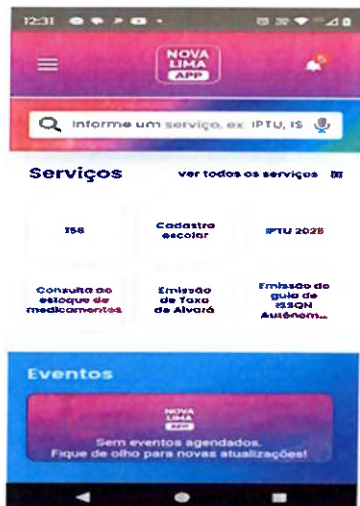 12:31
NOVA
LIMA
APP
Informe um serviço, ex: IPTU, IS
Serviços
ver todos os serviços
156
Cadastro
escolar
IPTU 2025
Consulta ao
estoque de
medicamentos
Emissão
de Taxa
de Alvará
Emissão de
guia de
ISSQN
Autônom...
Eventos
NOVA
LIMA
APP
Sem eventos agendados.
Fique de olho para novas atualizações!